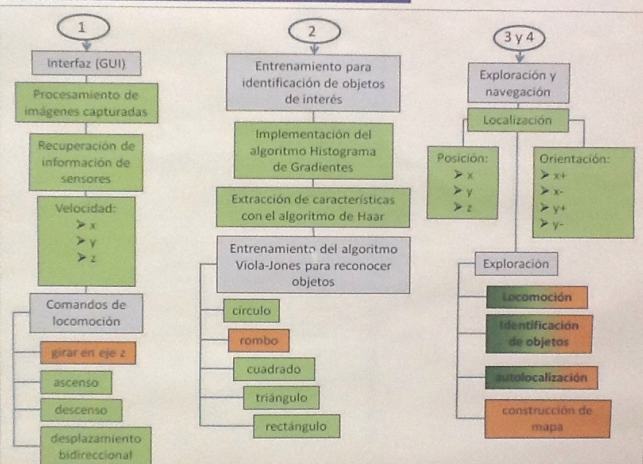 1
Interfaz (GUI)
Procesamiento de
imágenes capturadas
Recuperación de
información de
sensores
Velocidad:
➤ x
➤ y
➤ z
Comandos de
locomoción
girar en eje z
ascenso
descenso
desplazamiento
bidireccional
2
Entrenamiento para
identificación de objetos
de interés
Implementación del
algoritmo Histograma
de Gradientes
Extracción de características
con el algoritmo de Haar
Entrenamiento del algoritmo
Viola-Jones para reconocer
objetos
círculo
rombo
cuadrado
triángulo
rectángulo
3 y 4
Exploración y
navegación
Localización
Posición:
➤ x
➤ y
➤ z
Orientación:
➤ x+
➤ x-
➤ y+
➤ y-
Exploración
Locomoción
Identificación
de objetos
autolocalización
construcción de
mapa